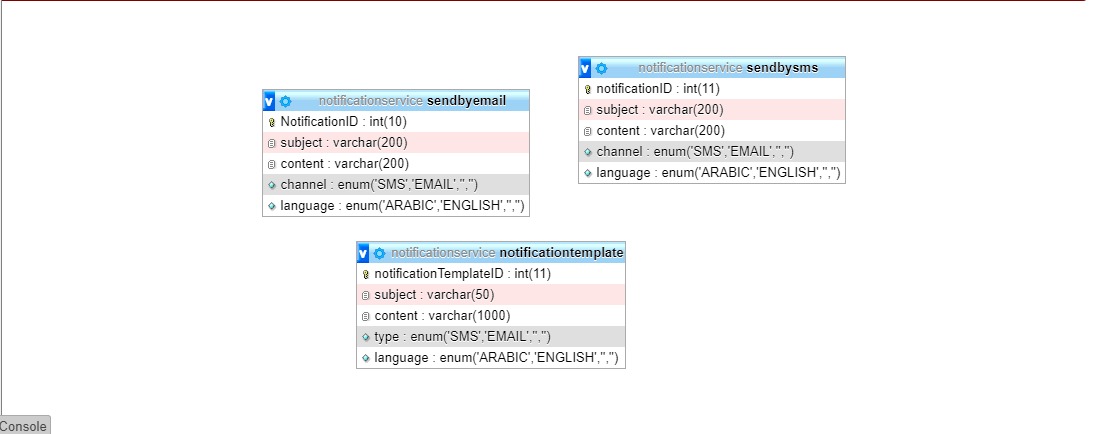 notificationservice sendbysms
notificationID : int(11)
subject : varchar(200)
content : varchar(200)
channel : enum('SMS','EMAIL','','')
language : enum('ARABIC','ENGLISH','','')
notificationservice sendbyemail
NotificationID : int(10)
subject : varchar(200)
content : varchar(200)
channel : enum('SMS','EMAIL','','')
language : enum('ARABIC','ENGLISH','','')
notificationservice notificationtemplate
notificationTemplateID : int(11)
subject : varchar(50)
content : varchar(1000)
type : enum('SMS','EMAIL','','')
language : enum('ARABIC','ENGLISH','','')
Console